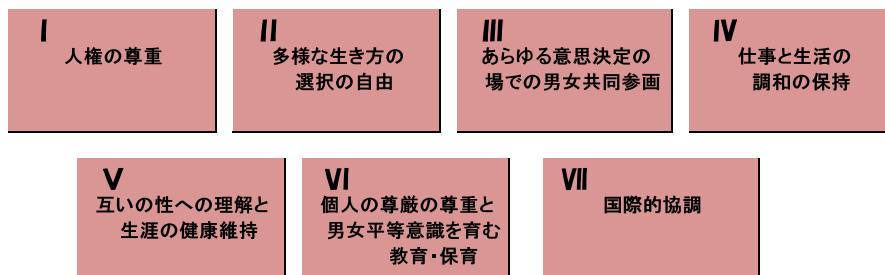 I
人権の尊重
II
多様な生き方の
選択の自由
III
あらゆる意思決定の
場での男女共同参画
IV
仕事と生活の
調和の保持
V
互いの性への理解と
生涯の健康維持
VI
個人の尊厳の尊重と
男女平等意識を育む
教育・保育
VII
国際的協調